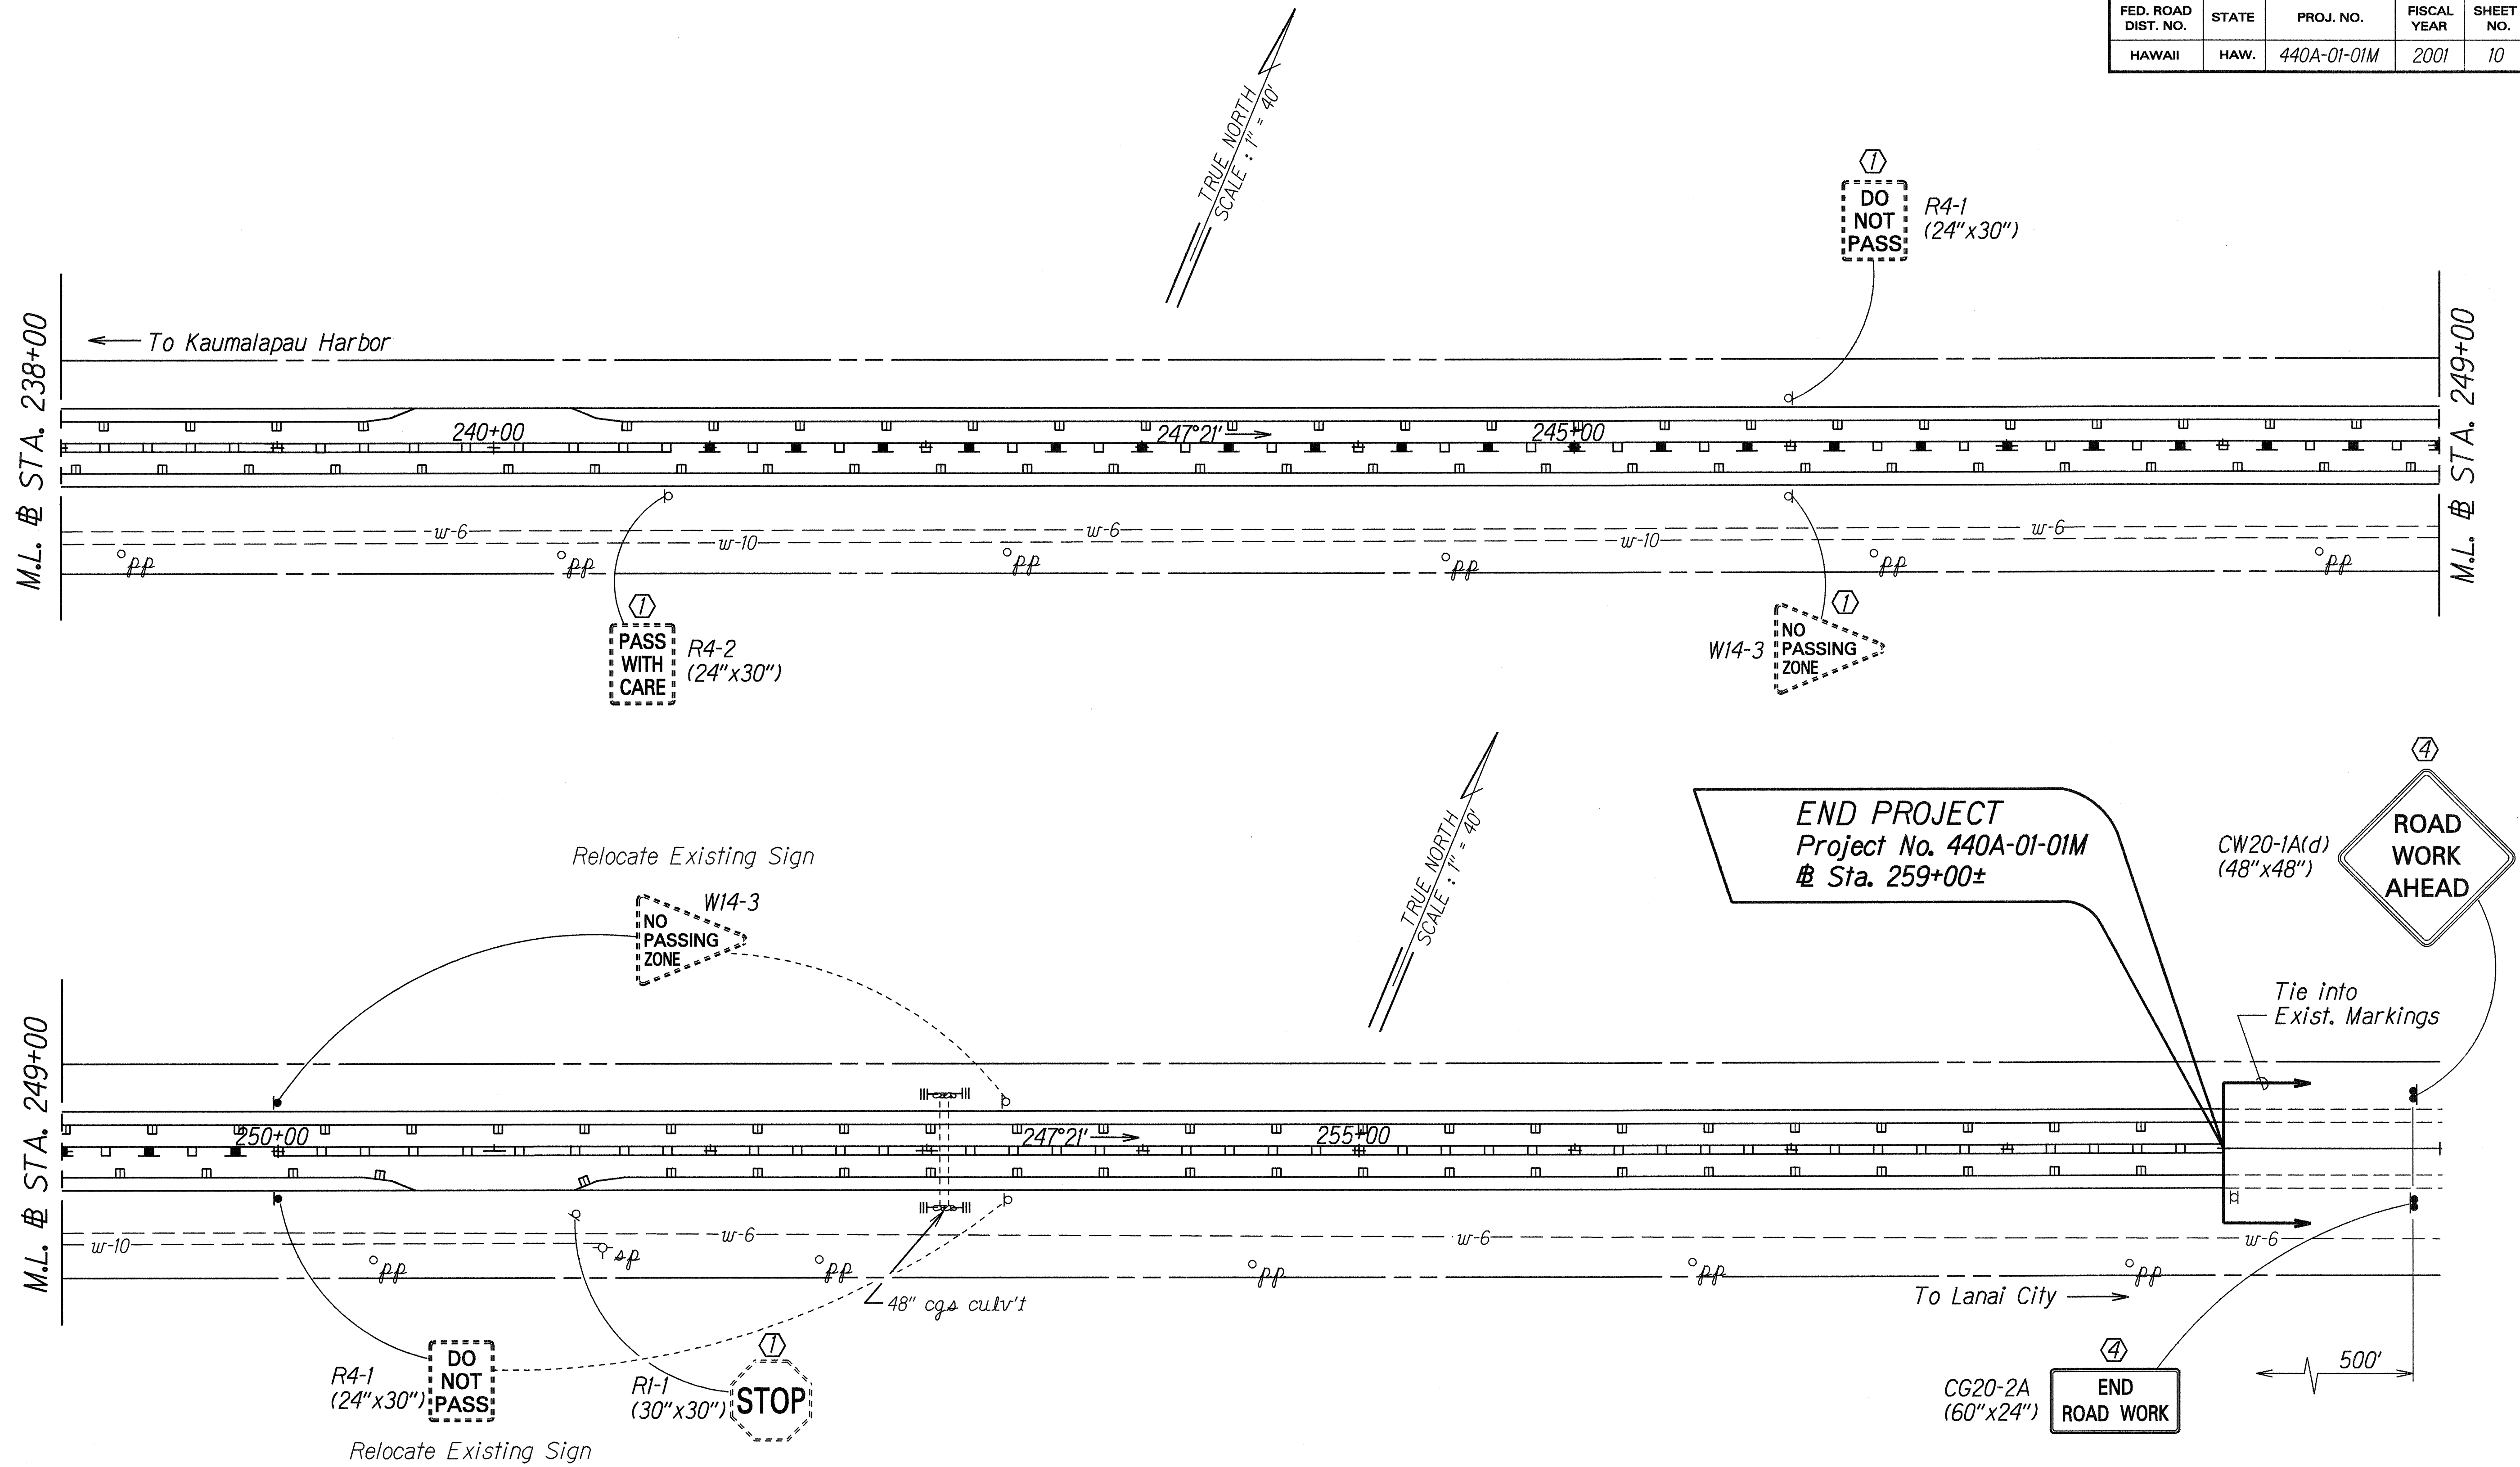 FED. ROAD DIST. NO. STATE PROJ. NO. FISCAL YEAR SHEET NO.
HAWAII HAW. 440A-01-01M 2001 10
TRUE NORTH
SCALE : 1" = 40'
1
DO
NOT
PASS
R4-1
(24"x30")
M.L. BL STA. 238+00
To Kaumalapau Harbor
240+00
247°21'
245+00
M.L. BL STA. 249+00
w-6
w-6
w-6
w-10
w-10
pp
pp
pp
pp
pp
pp
1
PASS
WITH
CARE
R4-2
(24"x30")
1
W14-3
NO
PASSING
ZONE
TRUE NORTH
SCALE : 1" = 40'
Relocate Existing Sign
W14-3
NO
PASSING
ZONE
END PROJECT
Project No. 440A-01-01M
BL Sta. 259+00±
4
CW20-1A(d)
(48"x48")
ROAD
WORK
AHEAD
Tie into
Exist. Markings
M.L. BL STA. 249+00
250+00
247°21'
255+00
w-10
w-6
w-6
w-6
sp
pp
pp
pp
pp
pp
48" cgs culv't
To Lanai City
R4-1
(24"x30")
DO
NOT
PASS
Relocate Existing Sign
1
R1-1
(30"x30")
STOP
4
CG20-2A
(60"x24")
END
ROAD WORK
500'